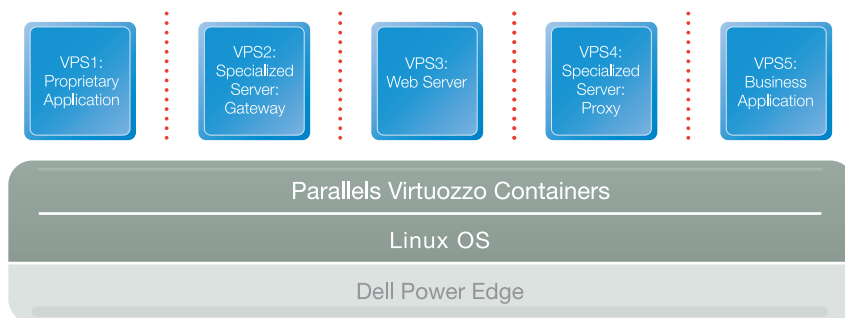 VPS1:
Proprietary
Application
VPS2:
Specialized
Server:
Gateway
VPS3:
Web Server
VPS4:
Specialized
Server:
Proxy
VPS5:
Business
Application
Parallels Virtuozzo Containers
Linux OS
Dell Power Edge